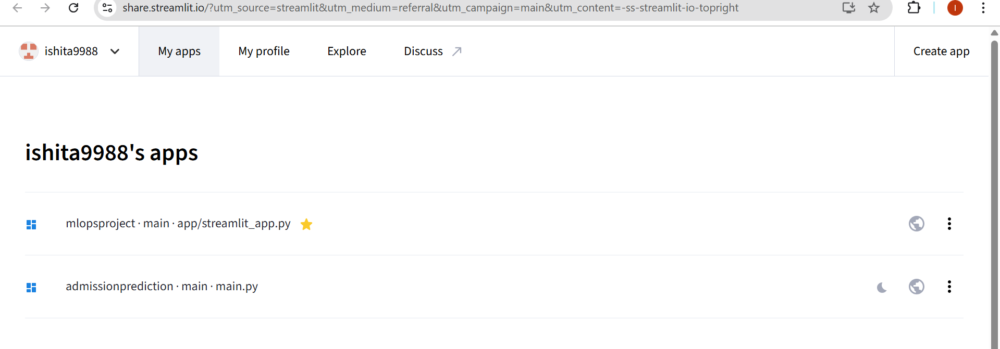 share.streamlit.io/?utm_source=streamlit&utm_medium=referral&utm_campaign=main&utm_content=-ss-streamlit-io-topright
I
ishita9988
My apps
My profile
Explore
Discuss
Create app
ishita9988's apps
mlopsproject · main · app/streamlit_app.py
admissionprediction · main · main.py